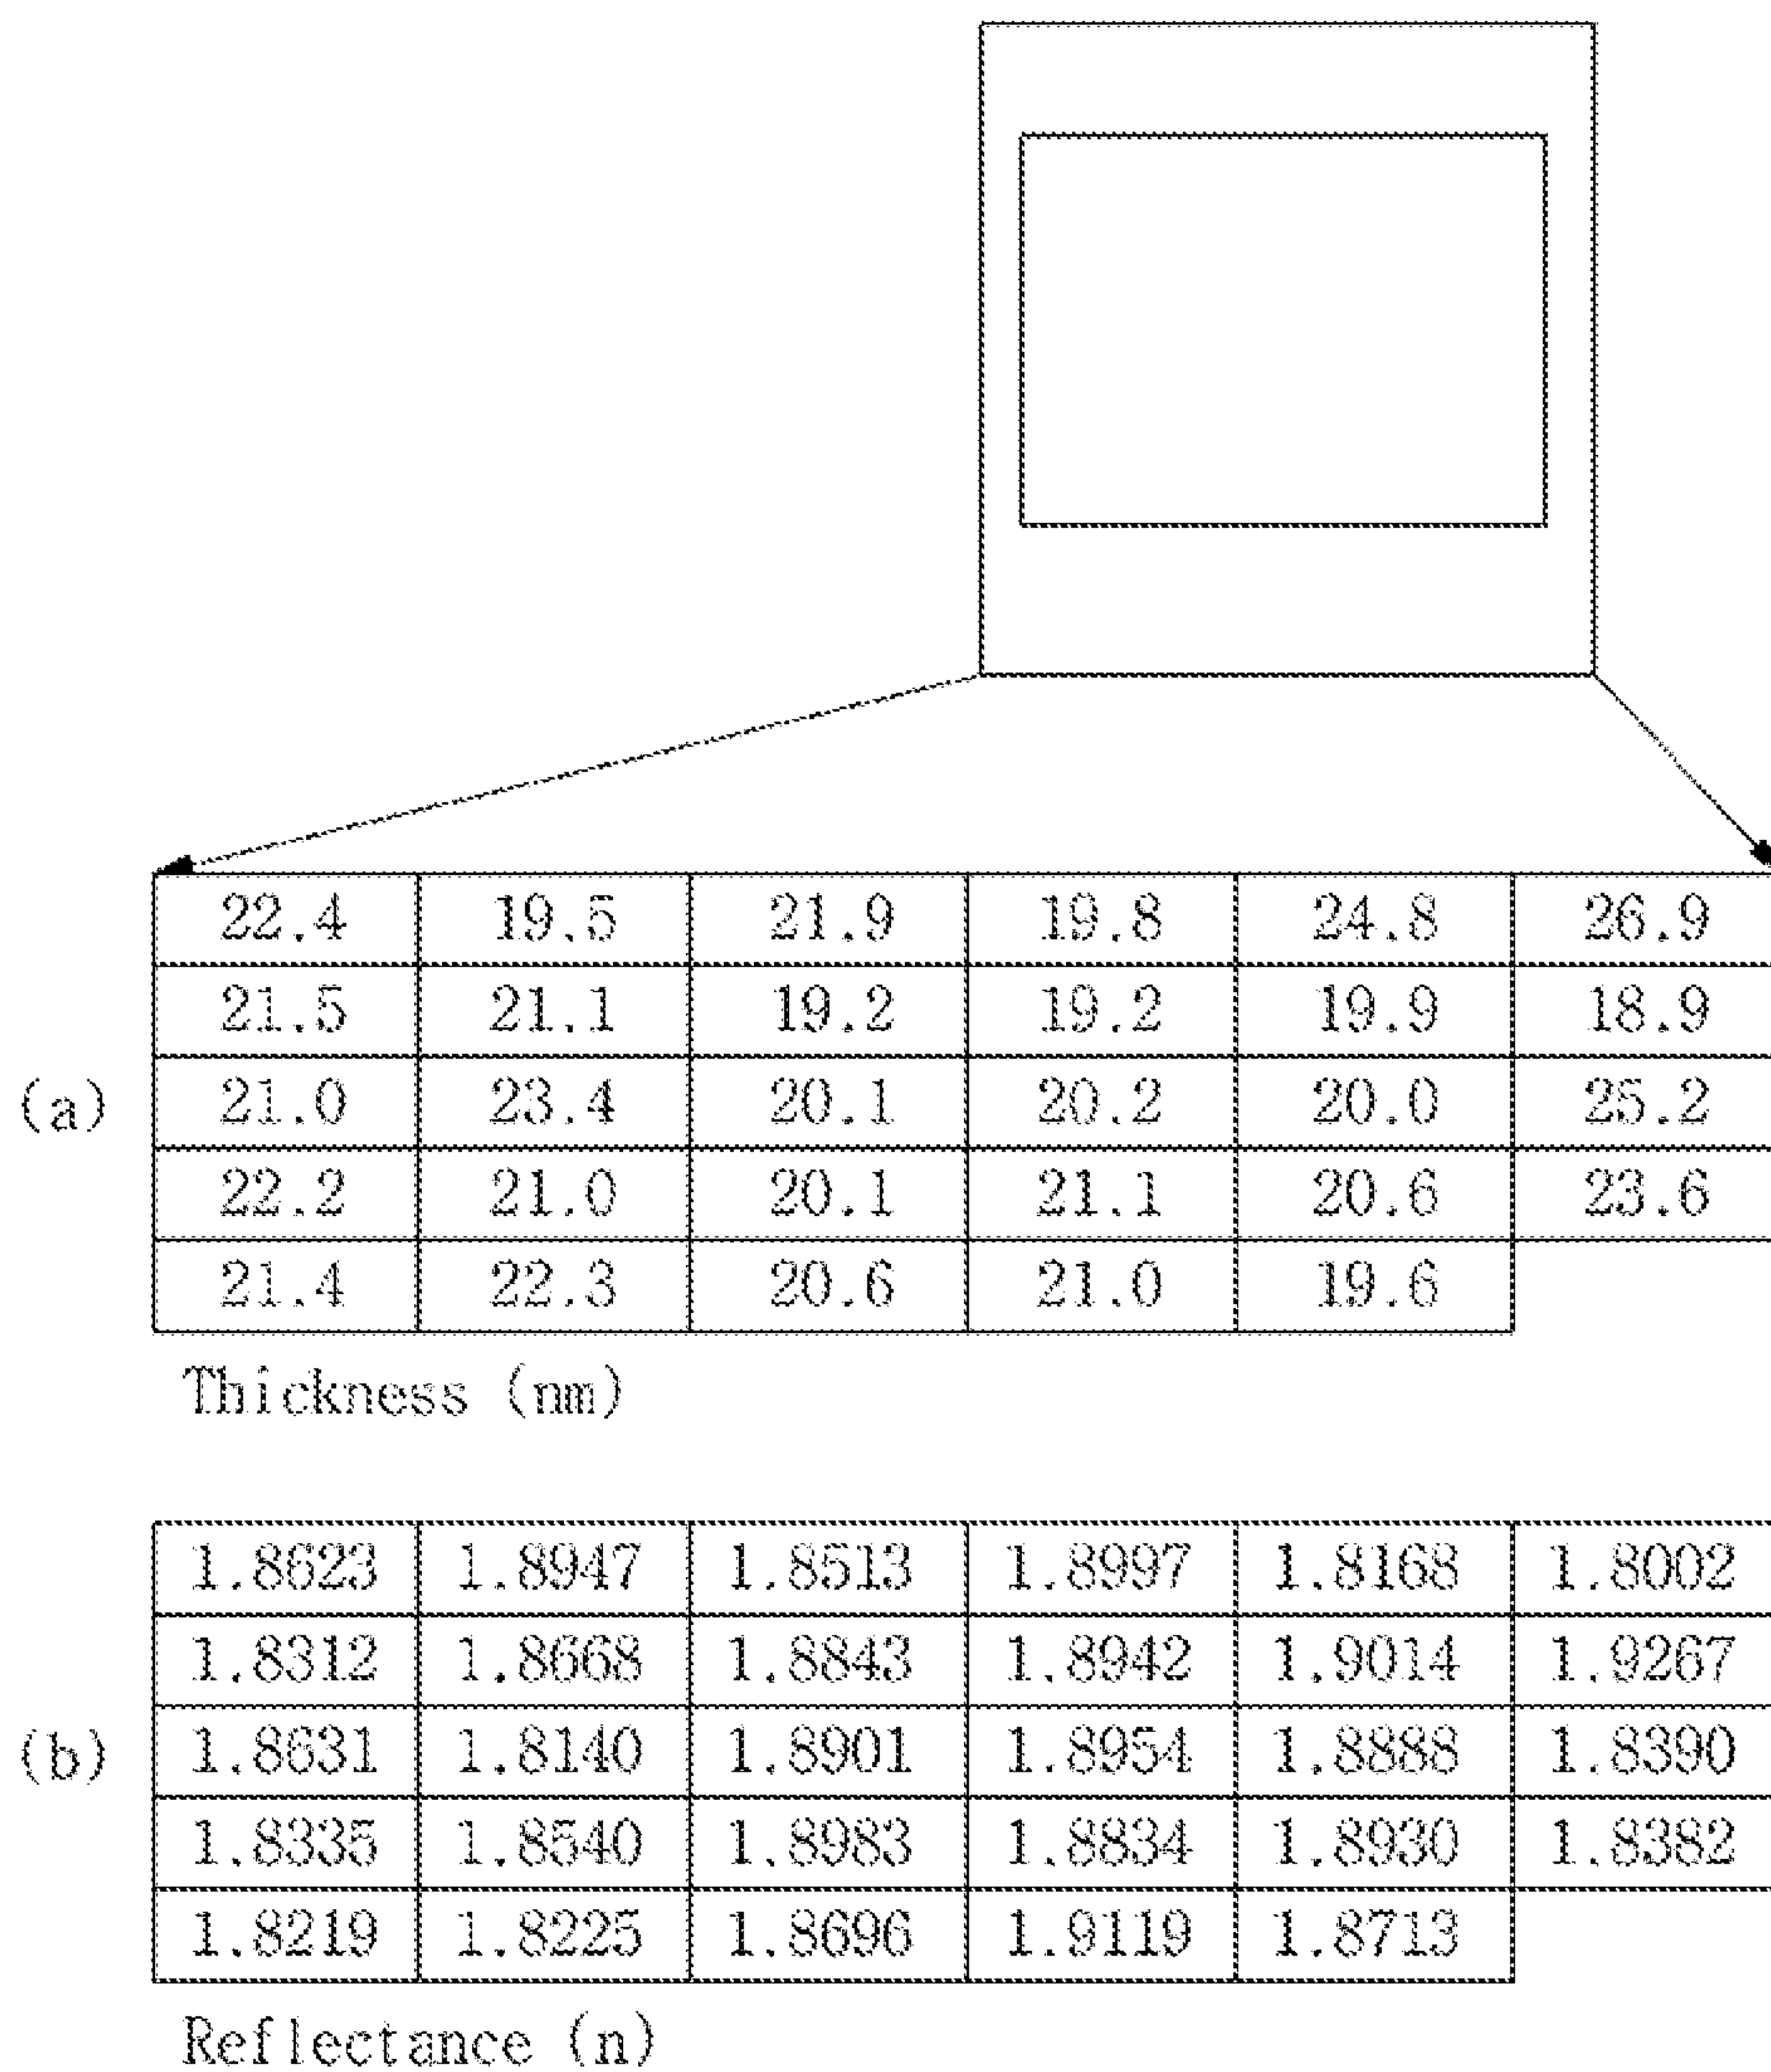 22.4 19.5 21.9 19.8 24.8 26.9
21.5 21.1 19.2 19.2 19.9 18.9
(a) 21.0 23.4 20.1 20.2 20.0 25.2
22.2 21.0 20.1 21.1 20.6 23.6
21.4 22.3 20.6 21.0 19.6
Thickness (nm)
1.8623 1.8947 1.8513 1.8997 1.8168 1.8002
1.8312 1.8668 1.8843 1.8942 1.9014 1.9267
(b) 1.8631 1.8140 1.8901 1.8954 1.8888 1.8390
1.8335 1.8540 1.8983 1.8834 1.8930 1.8382
1.8219 1.8225 1.8696 1.9119 1.8713
Reflectance (n)